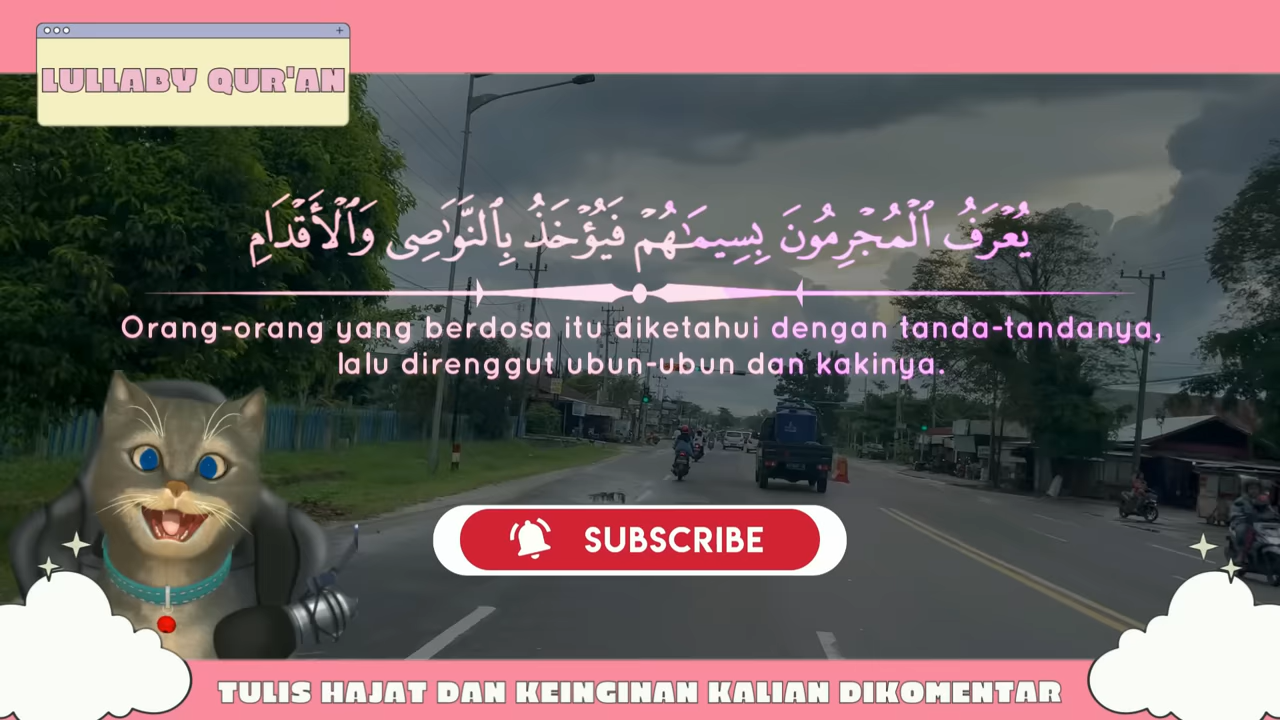 LULLABY QUR'AN
يُعْرَفُ ٱلْمُجْرِمُونَ بِسِيمَـٰهُمْ فَيُؤْخَذُ بِٱلنَّوَٰصِى وَٱلْأَقْدَامِ
Orang-orang yang berdosa itu diketahui dengan tanda-tandanya,
lalu direnggut ubun-ubun dan kakinya.
SUBSCRIBE
TULIS HAJAT DAN KEINGINAN KALIAN DIKOMENTAR